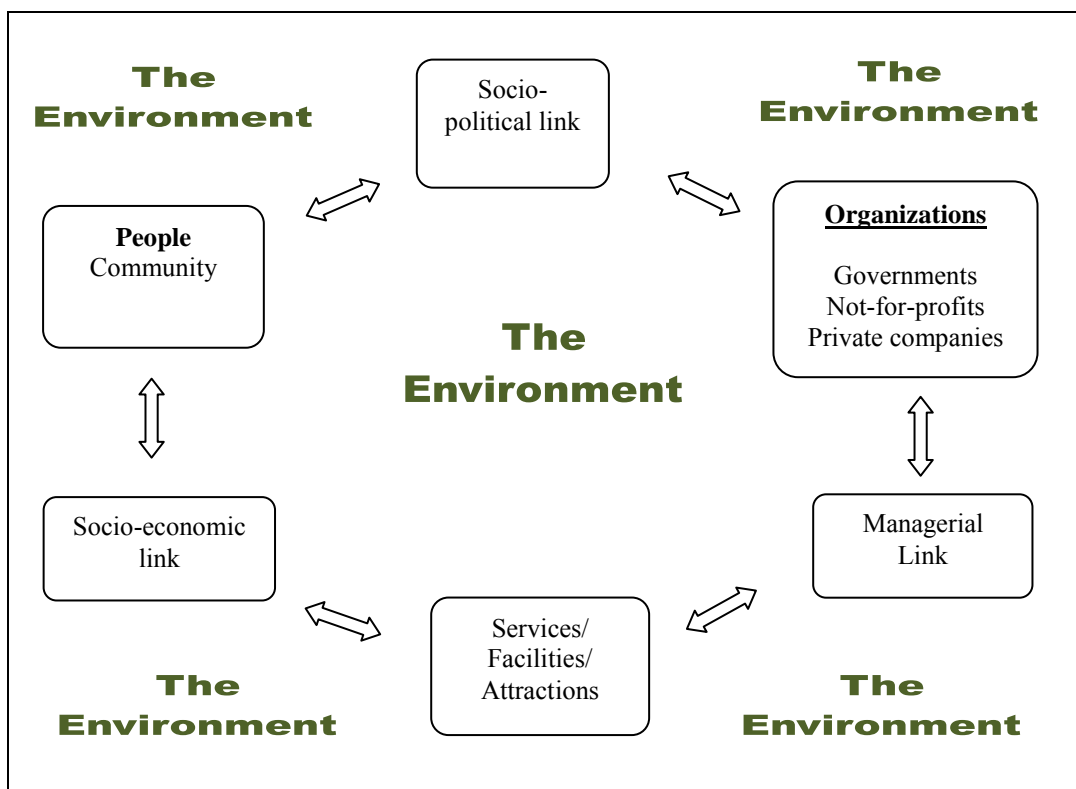 The
Environment
Socio-
political link
The
Environment
People
Community
Organizations
Governments
Not-for-profits
Private companies
The
Environment
Socio-economic
link
Managerial
Link
Services/
Facilities/
Attractions
The
Environment
The
Environment